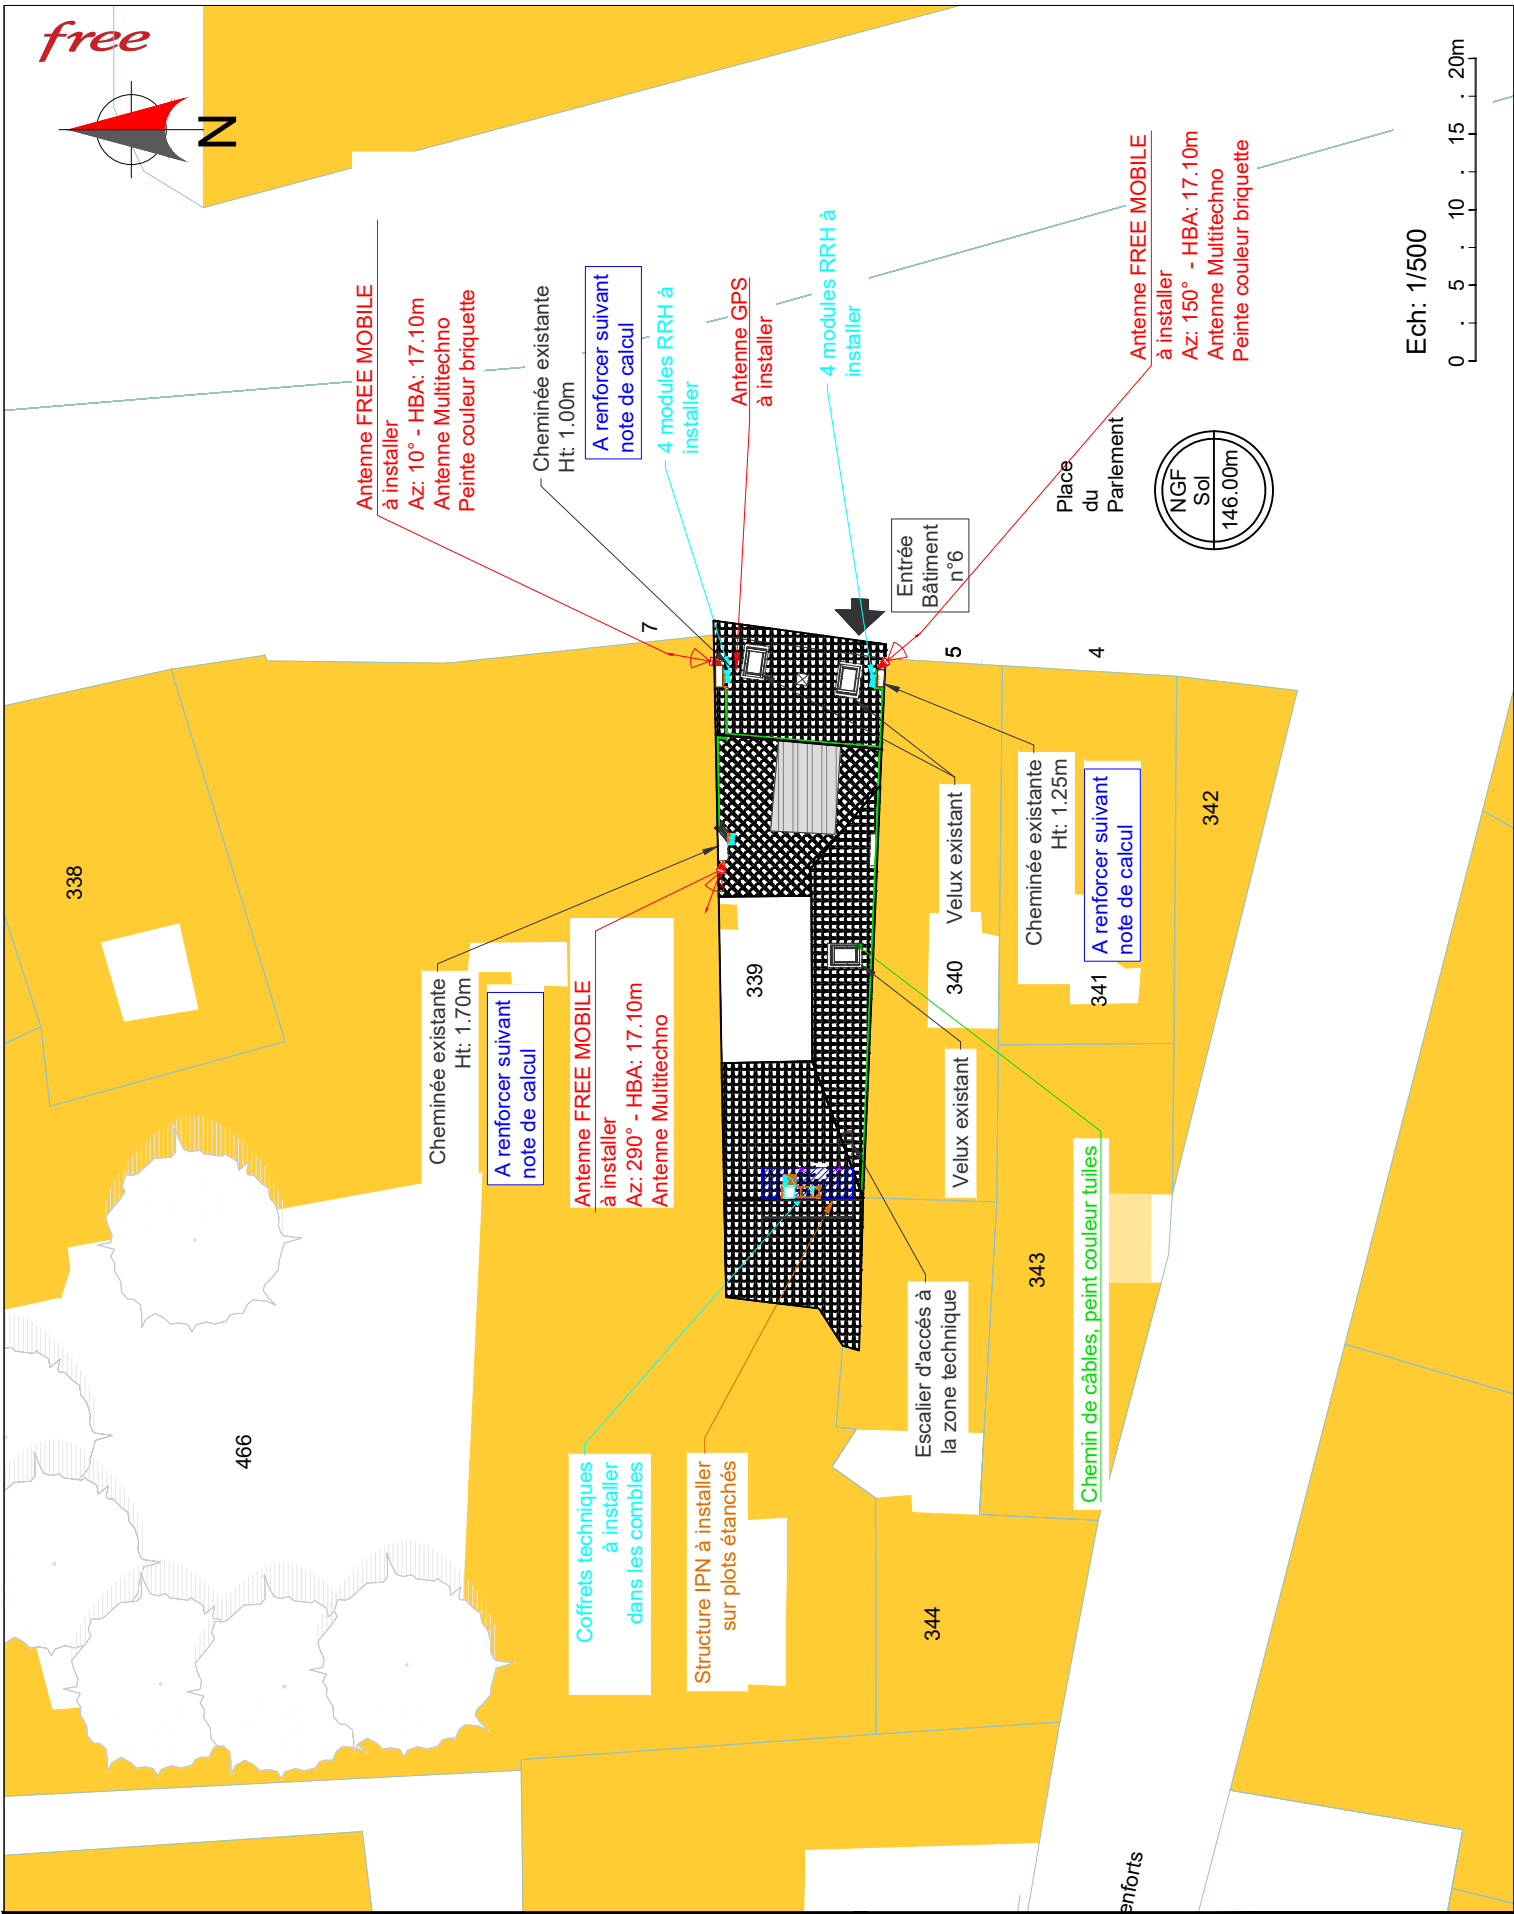 free
N
Antenne FREE MOBILE
à installer
Az: 10° - HBA: 17.10m
Antenne Multitechno
Peinte couleur briquette
Cheminée existante
Ht: 1.00m
A renforcer suivant
note de calcul
4 modules RRH à
installer
Antenne GPS
à installer
4 modules RRH à
installer
Antenne FREE MOBILE
à installer
Az: 150° - HBA: 17.10m
Antenne Multitechno
Peinte couleur briquette
Ech: 1/500
0 5 10 15 20m
Place
du
Parlement
NGF
Sol
146.00m
Entrée
Bâtiment
n°6
7
5
4
338
Cheminée existante
Ht: 1.70m
A renforcer suivant
note de calcul
Antenne FREE MOBILE
à installer
Az: 290° - HBA: 17.10m
Antenne Multitechno
339
Velux existant
340
Velux existant
Cheminée existante
Ht: 1.25m
A renforcer suivant
note de calcul
341
342
343
466
Coffrets techniques
à installer
dans les combles
Structure IPN à installer
sur plots étanchés
Escalier d'accés à
la zone technique
Chemin de câbles, peint couleur tuiles
344
enforts